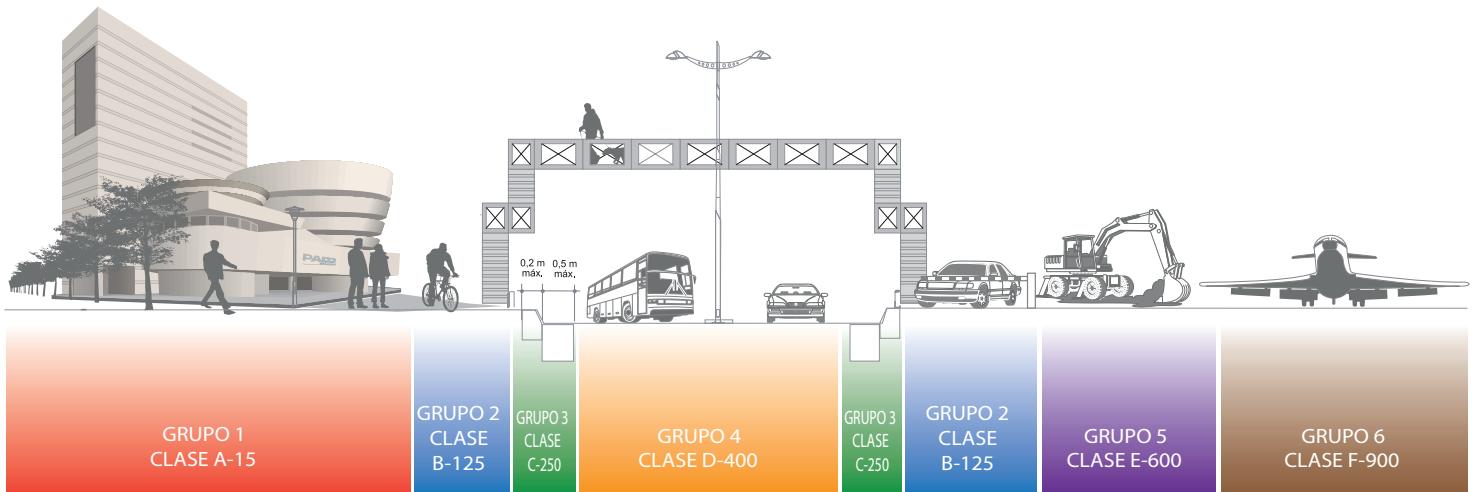 PAM
0,2 m
máx.
0,5 m
máx.
GRUPO 1
CLASE A-15
GRUPO 2
CLASE
B-125
GRUPO 3
CLASE
C-250
GRUPO 4
CLASE D-400
GRUPO 3
CLASE
C-250
GRUPO 2
CLASE
B-125
GRUPO 5
CLASE E-600
GRUPO 6
CLASE F-900